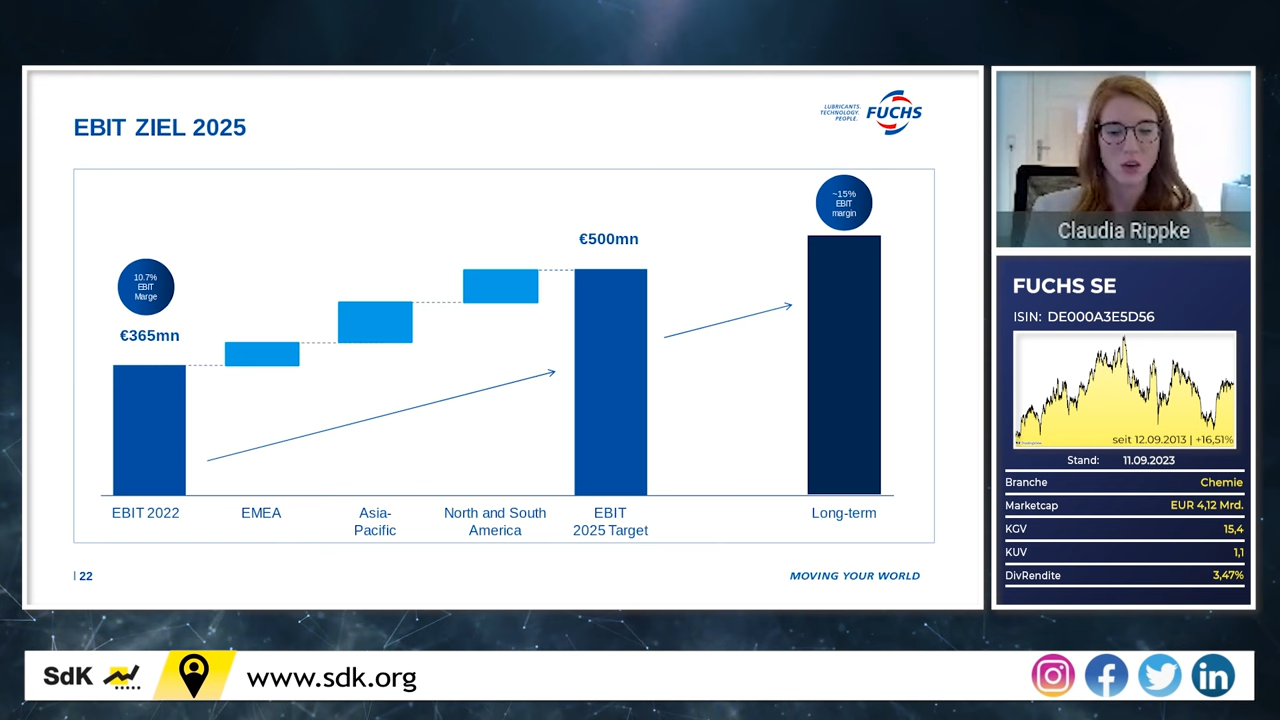 EBIT ZIEL 2025
LUBRICANTS.
TECHNOLOGY.
PEOPLE.
FUCHS
10.7%
EBIT
Marge
€365mn
€500mn
~15%
EBIT
margin
EBIT 2022
EMEA
Asia-
Pacific
North and South
America
EBIT
2025 Target
Long-term
| 22
MOVING YOUR WORLD
Claudia Rippke
FUCHS SE
ISIN: DE000A3E5D56
seit 12.09.2013 | +16,51%
Stand: 11.09.2023
Branche Chemie
Marketcap EUR 4,12 Mrd.
KGV 15,4
KUV 1,1
DivRendite 3,47%
SdK
www.sdk.org